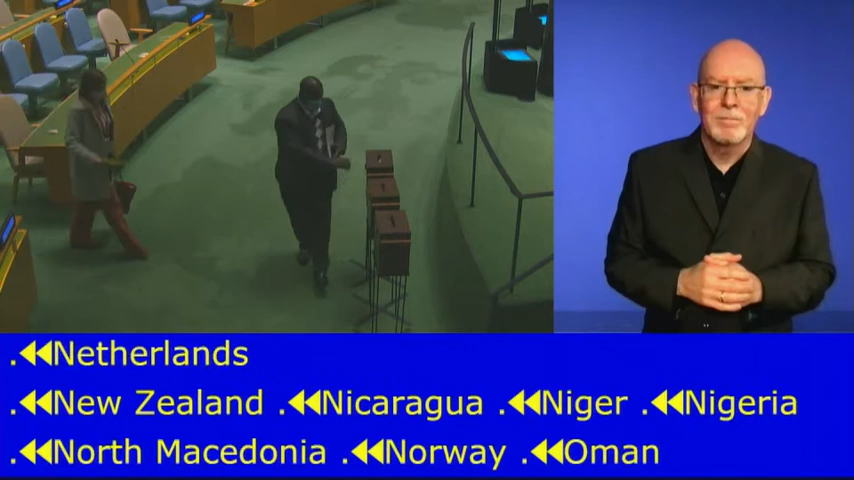 .⏪Netherlands
.⏪New Zealand .⏪Nicaragua .⏪Niger .⏪Nigeria
.⏪North Macedonia .⏪Norway .⏪Oman